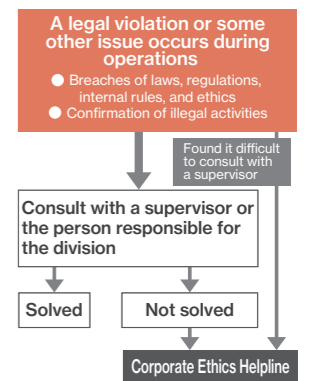 A legal violation or some
other issue occurs during
operations
● Breaches of laws, regulations,
internal rules, and ethics
● Confirmation of illegal activities
Found it difficult
to consult with
a supervisor
Consult with a supervisor or
the person responsible for
the division
Solved
Not solved
Corporate Ethics Helpline